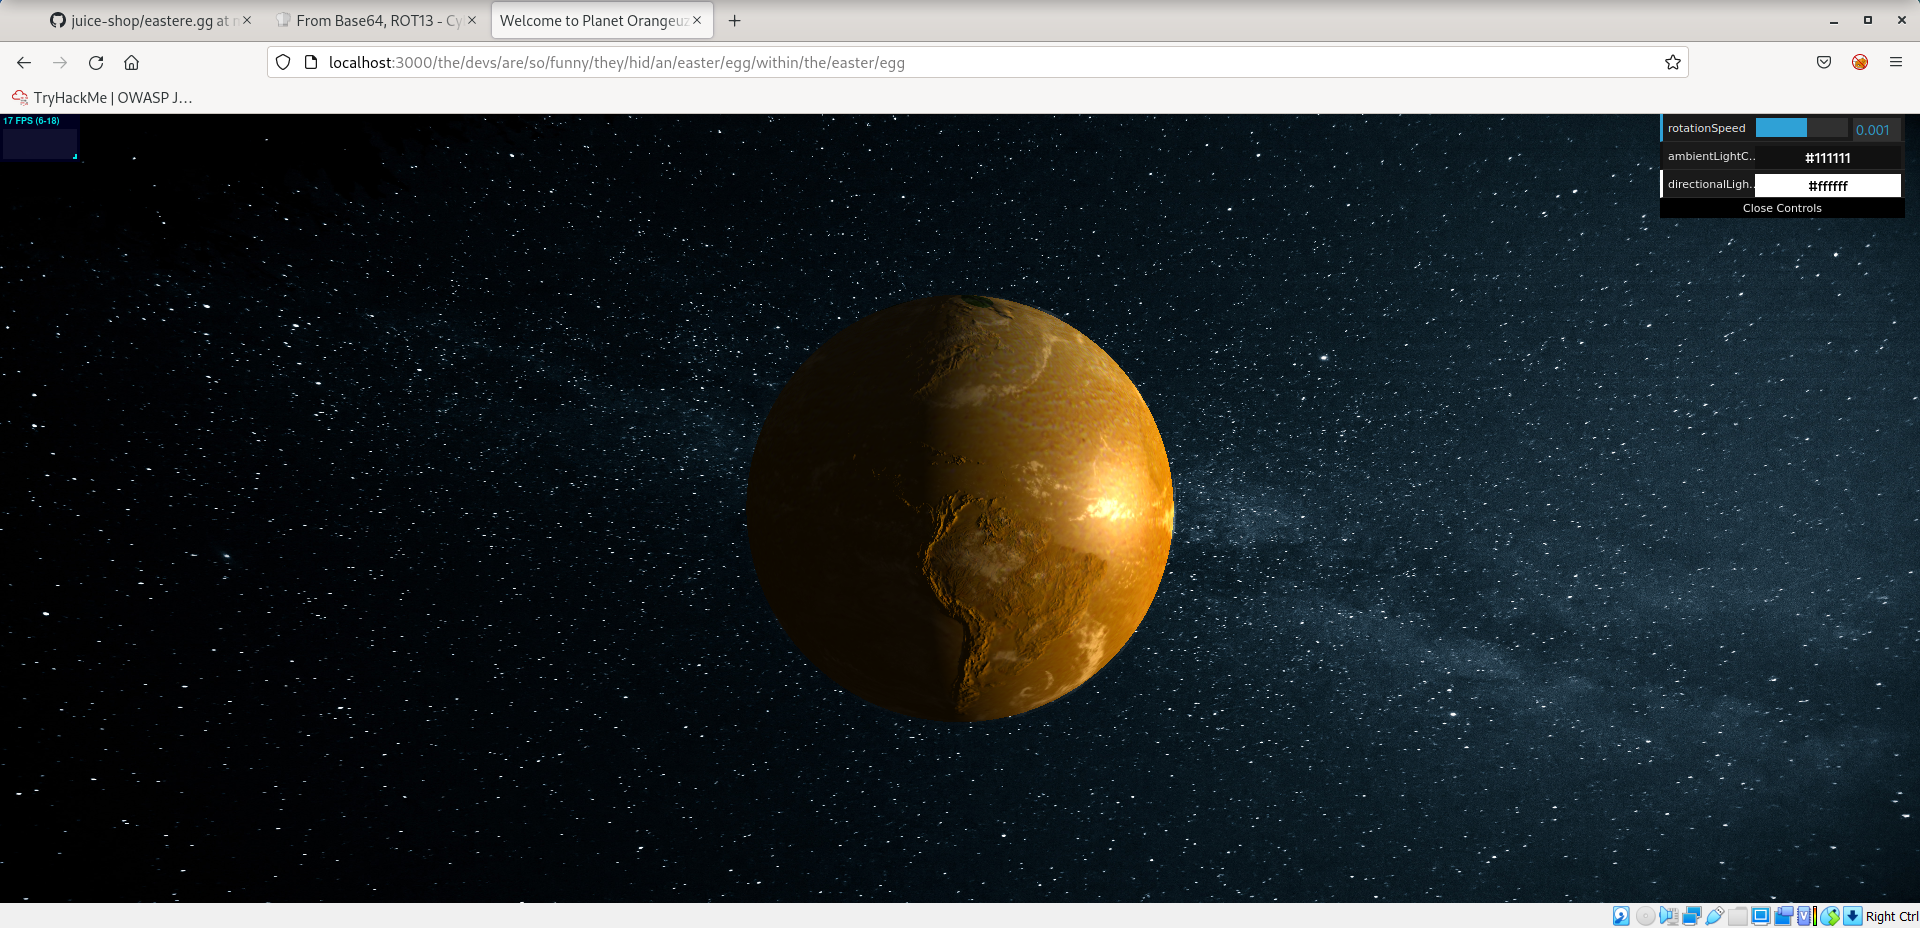 juice-shop/eastere.gg at m
From Base64, ROT13 - Cy
Welcome to Planet Orangeuz
localhost:3000/the/devs/are/so/funny/they/hid/an/easter/egg/within/the/easter/egg
TryHackMe | OWASP J...
17 FPS (6-18)
rotationSpeed 0.001
ambientLightC... #111111
directionalLigh... #ffffff
Close Controls
Right Ctrl